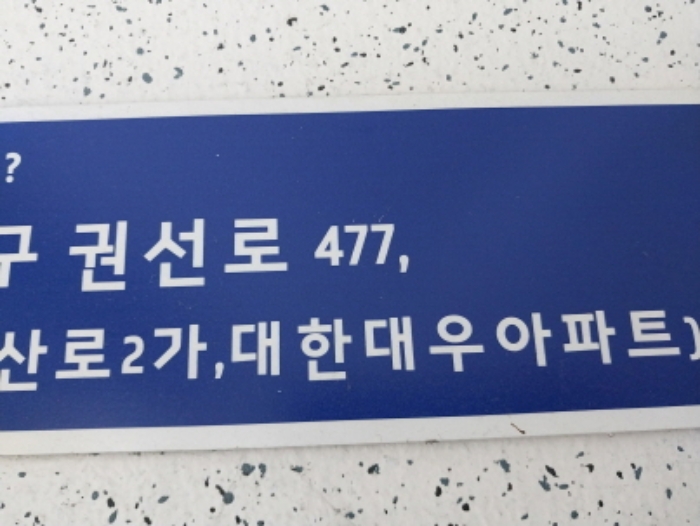 ?
구 권선로 477,
산로2가,대한대우아파트)